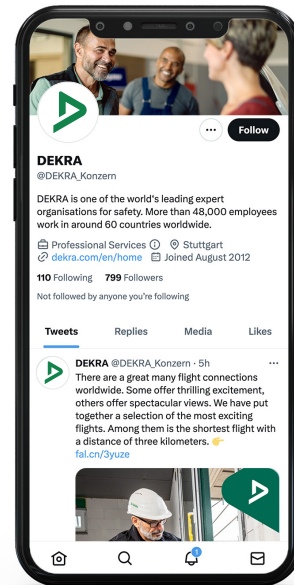 Follow
DEKRA
@DEKRA_Konzern
DEKRA is one of the world's leading expert
organisations for safety. More than 48,000 employees
work in around 60 countries worldwide.
Professional Services Stuttgart
dekra.com/en/home Joined August 2012
110 Following 799 Followers
Not followed by anyone you're following
Tweets Replies Media Likes
DEKRA @DEKRA_Konzern · 5h
There are a great many flight connections
worldwide. Some offer thrilling excitement,
others offer spectacular views. We have put
together a selection of the most exciting
flights. Among them is the shortest flight with
a distance of three kilometers. 👉
fal.cn/3yuze
1